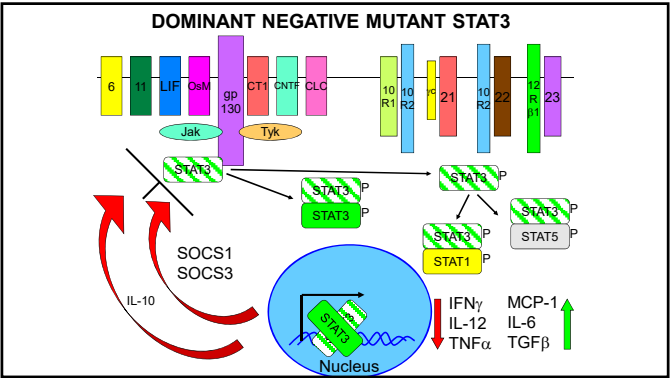 DOMINANT NEGATIVE MUTANT STAT3
6
11
LIF
OsM
gp
130
CT1
CNTF
CLC
10
R1
10
R2
γc
21
10
R2
22
12
R
β1
23
Jak
Tyk
STAT3
STAT3
P
STAT3
P
STAT3
P
STAT3
P
STAT1
P
STAT3
P
STAT5
P
SOCS1
SOCS3
IL-10
STAT3
Nucleus
IFNγ
IL-12
TNFα
MCP-1
IL-6
TGFβ